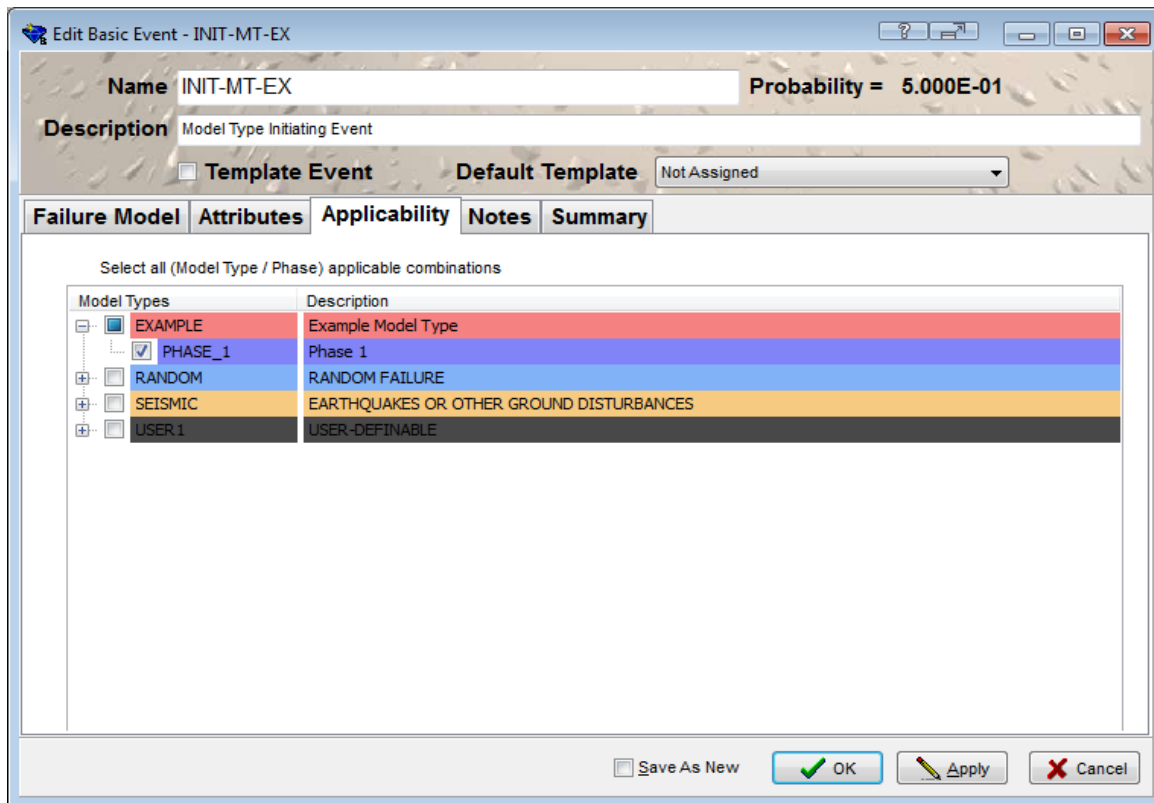 Edit Basic Event - INIT-MT-EX
Name INIT-MT-EX Probability = 5.000E-01
Description Model Type Initiating Event
Template Event Default Template Not Assigned
Failure Model Attributes Applicability Notes Summary
Select all (Model Type / Phase) applicable combinations
Model Types Description
EXAMPLE Example Model Type
PHASE_1 Phase 1
RANDOM RANDOM FAILURE
SEISMIC EARTHQUAKES OR OTHER GROUND DISTURBANCES
USER1 USER-DEFINABLE
Save As New OK Apply Cancel